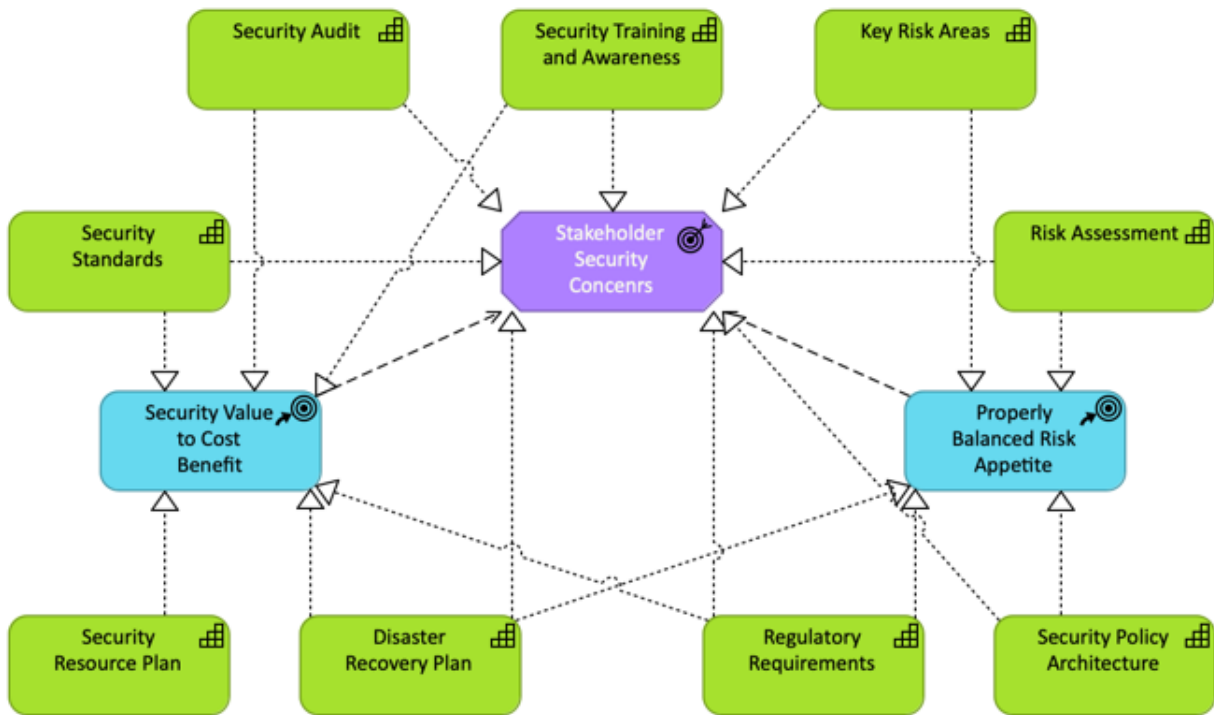 Security Audit
Security Training
and Awareness
Key Risk Areas
Security
Standards
Stakeholder
Security
Concenrs
Risk Assessment
Security Value
to Cost
Benefit
Properly
Balanced Risk
Appetite
Security
Resource Plan
Disaster
Recovery Plan
Regulatory
Requirements
Security Policy
Architecture